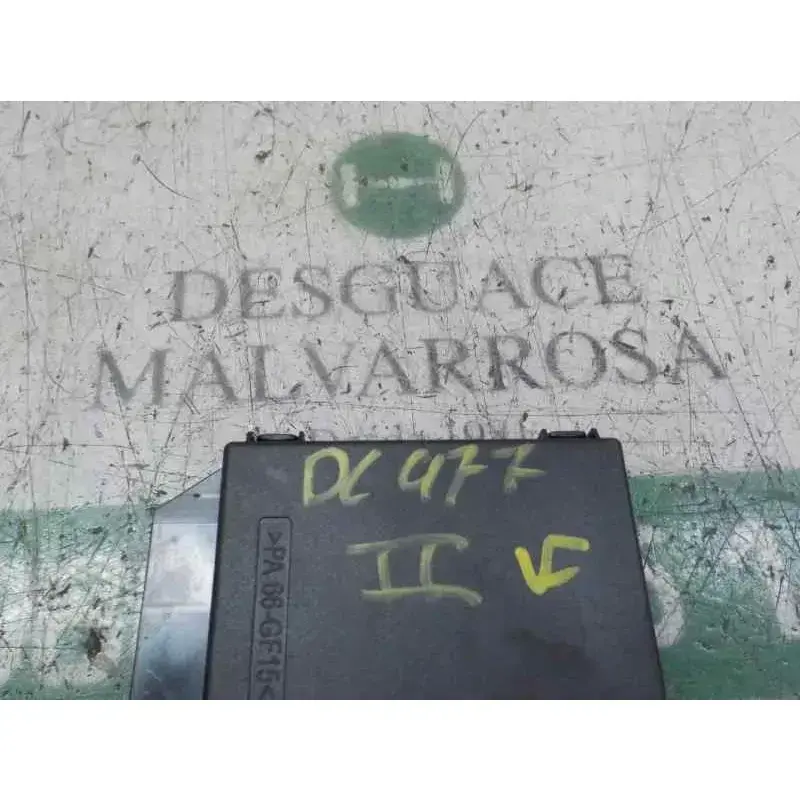 DESGUACE
MALVARROSA
DC 477
II
>PA 66-GF15<